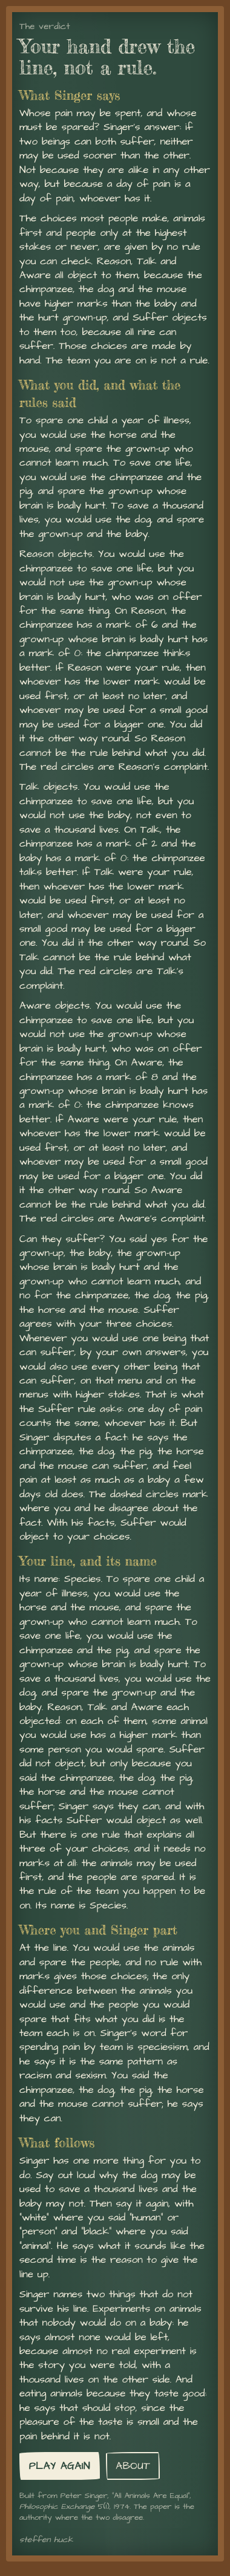 The verdict
Your hand drew the
line, not a rule.
What Singer says
Whose pain may be spent, and whose
must be spared? Singer's answer: if
two beings can both suffer, neither
may be used sooner than the other.
Not because they are alike in any other
way, but because a day of pain is a
day of pain, whoever has it.
The choices most people make, animals
first and people only at the highest
stakes or never, are given by no rule
you can check. Reason, Talk and
Aware all object to them, because the
chimpanzee, the dog and the mouse
have higher marks than the baby and
the hurt grown-up, and Suffer objects
to them too, because all nine can
suffer. Those choices are made by
hand. The team you are on is not a rule.
What you did, and what the
rules said
To spare one child a year of illness,
you would use the horse and the
mouse, and spare the grown-up who
cannot learn much. To save one life,
you would use the chimpanzee and the
pig, and spare the grown-up whose
brain is badly hurt. To save a thousand
lives, you would use the dog, and spare
the grown-up and the baby.
Reason objects. You would use the
chimpanzee to save one life, but you
would not use the grown-up whose
brain is badly hurt, who was on offer
for the same thing. On Reason, the
chimpanzee has a mark of 6 and the
grown-up whose brain is badly hurt has
a mark of 0: the chimpanzee thinks
better. If Reason were your rule, then
whoever has the lower mark would be
used first, or at least no later, and
whoever may be used for a small good
may be used for a bigger one. You did
it the other way round. So Reason
cannot be the rule behind what you did.
The red circles are Reason's complaint.
Talk objects. You would use the
chimpanzee to save one life, but you
would not use the baby, not even to
save a thousand lives. On Talk, the
chimpanzee has a mark of 2 and the
baby has a mark of 0: the chimpanzee
talks better. If Talk were your rule,
then whoever has the lower mark
would be used first, or at least no
later, and whoever may be used for a
small good may be used for a bigger
one. You did it the other way round. So
Talk cannot be the rule behind what
you did. The red circles are Talk's
complaint.
Aware objects. You would use the
chimpanzee to save one life, but you
would not use the grown-up whose
brain is badly hurt, who was on offer
for the same thing. On Aware, the
chimpanzee has a mark of 8 and the
grown-up whose brain is badly hurt has
a mark of 0: the chimpanzee knows
better. If Aware were your rule, then
whoever has the lower mark would be
used first, or at least no later, and
whoever may be used for a small good
may be used for a bigger one. You did
it the other way round. So Aware
cannot be the rule behind what you did.
The red circles are Aware's complaint.
Can they suffer? You said yes for the
grown-up, the baby, the grown-up
whose brain is badly hurt and the
grown-up who cannot learn much, and
no for the chimpanzee, the dog, the pig,
the horse and the mouse. Suffer
agrees with your three choices.
Whenever you would use one being that
can suffer, by your own answers, you
would also use every other being that
can suffer, on that menu and on the
menus with higher stakes. That is what
the Suffer rule asks: one day of pain
counts the same, whoever has it. But
Singer disputes a fact: he says the
chimpanzee, the dog, the pig, the horse
and the mouse can suffer, and feel
pain at least as much as a baby a few
days old does. The dashed circles mark
where you and he disagree about the
fact. With his facts, Suffer would
object to your choices.
Your line, and its name
Its name: Species. To spare one child a
year of illness, you would use the
horse and the mouse, and spare the
grown-up who cannot learn much. To
save one life, you would use the
chimpanzee and the pig, and spare the
grown-up whose brain is badly hurt. To
save a thousand lives, you would use the
dog, and spare the grown-up and the
baby. Reason, Talk and Aware each
objected: on each of them, some animal
you would use has a higher mark than
some person you would spare. Suffer
did not object, but only because you
said the chimpanzee, the dog, the pig,
the horse and the mouse cannot
suffer; Singer says they can, and with
his facts Suffer would object as well.
But there is one rule that explains all
three of your choices, and it needs no
marks at all: the animals may be used
first, and the people are spared. It is
the rule of the team you happen to be
on. Its name is Species.
Where you and Singer part
At the line. You would use the animals
and spare the people, and no rule with
marks gives those choices; the only
difference between the animals you
would use and the people you would
spare that fits what you did is the
team each is on. Singer's word for
spending pain by team is speciesism, and
he says it is the same pattern as
racism and sexism. You said the
chimpanzee, the dog, the pig, the horse
and the mouse cannot suffer; he says
they can.
What follows
Singer has one more thing for you to
do. Say out loud why the dog may be
used to save a thousand lives and the
baby may not. Then say it again, with
"white" where you said "human" or
"person" and "black" where you said
"animal". He says what it sounds like the
second time is the reason to give the
line up.
Singer names two things that do not
survive his line. Experiments on animals
that nobody would do on a baby: he
says almost none would be left,
because almost no real experiment is
the story you were told, with a
thousand lives on the other side. And
eating animals because they taste good:
he says that should stop, since the
pleasure of the taste is small and the
pain behind it is not.
PLAY AGAIN
ABOUT
Built from Peter Singer, "All Animals Are Equal",
Philosophic Exchange 5(1), 1974. The paper is the
authority where the two disagree.
steffen huck